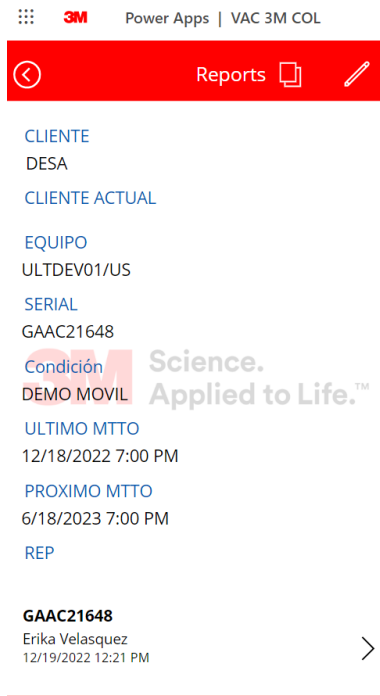 3M Power Apps | VAC 3M COL
Reports
CLIENTE
DESA
CLIENTE ACTUAL
EQUIPO
ULTDEV01/US
SERIAL
GAAC21648
3M Science.
Applied to Life.™
Condición
DEMO MOVIL
ULTIMO MTTO
12/18/2022 7:00 PM
PROXIMO MTTO
6/18/2023 7:00 PM
REP
GAAC21648
Erika Velasquez
12/19/2022 12:21 PM